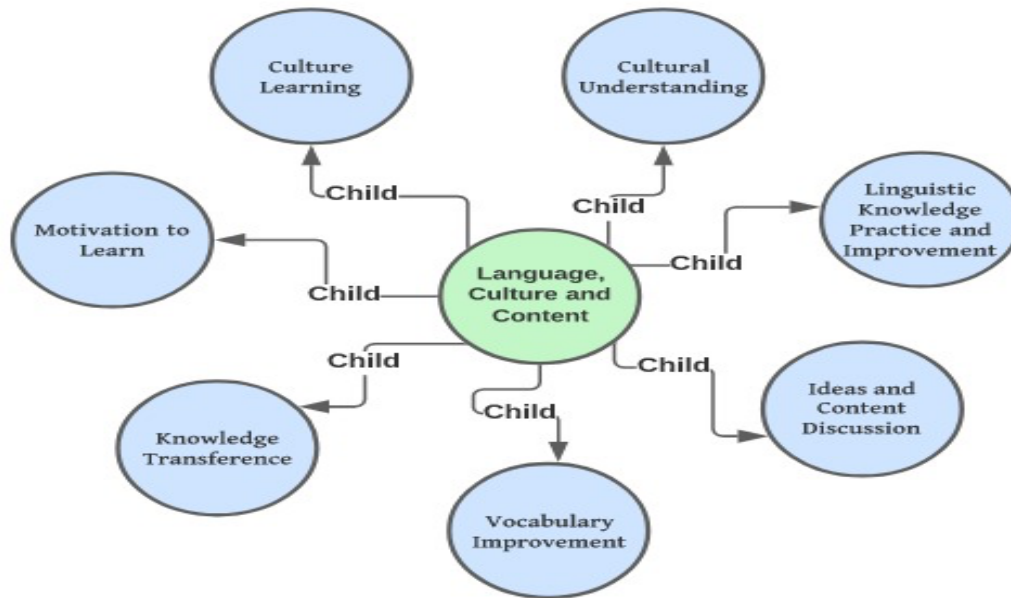 Culture
Learning
Cultural
Understanding
Child
Child
Linguistic
Knowledge
Practice and
Improvement
Motivation to
Learn
Child
Child
Language,
Culture and
Content
Child
Child
Ideas and
Content
Discussion
Child
Knowledge
Transference
Vocabulary
Improvement